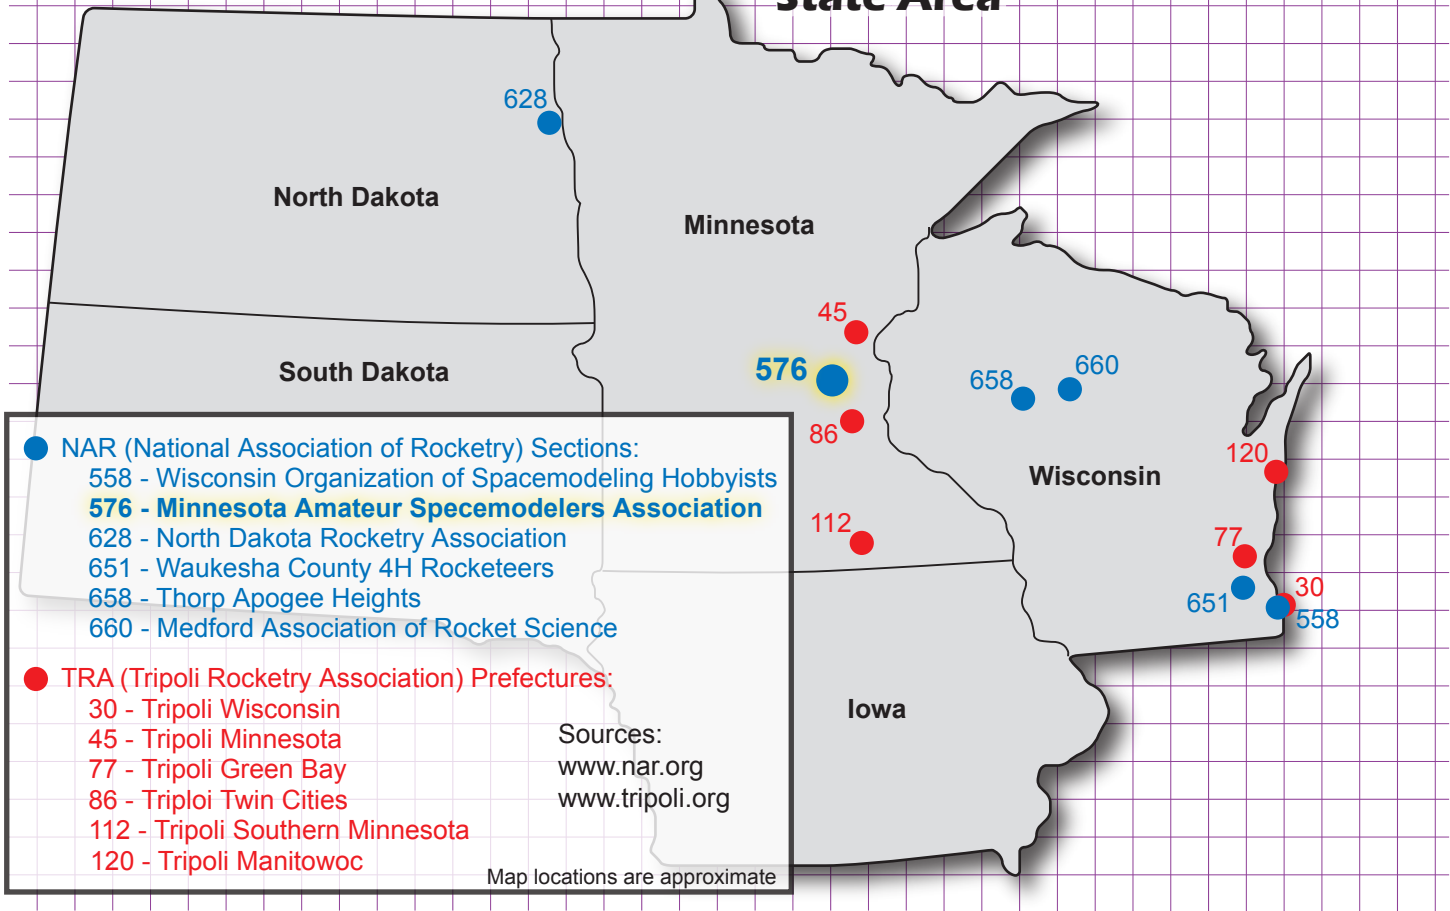 State Area
628
North Dakota
Minnesota
45
South Dakota
576
658
660
86
120
Wisconsin
112
77
30
651
558
Iowa
NAR (National Association of Rocketry) Sections:
558 - Wisconsin Organization of Spacemodeling Hobbyists
576 - Minnesota Amateur Specemodelers Association
628 - North Dakota Rocketry Association
651 - Waukesha County 4H Rocketeers
658 - Thorp Apogee Heights
660 - Medford Association of Rocket Science
TRA (Tripoli Rocketry Association) Prefectures:
30 - Tripoli Wisconsin
45 - Tripoli Minnesota
77 - Tripoli Green Bay
86 - Triploi Twin Cities
112 - Tripoli Southern Minnesota
120 - Tripoli Manitowoc
Sources:
www.nar.org
www.tripoli.org
Map locations are approximate